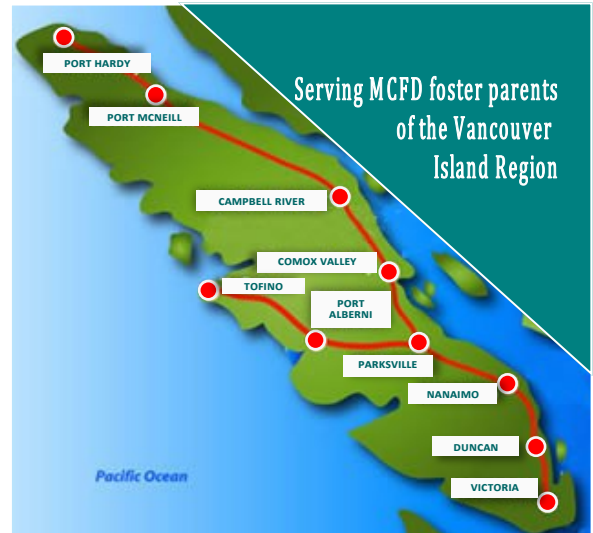 Serving MCFD foster parents
of the Vancouver
Island Region
PORT HARDY
PORT MCNEILL
CAMPBELL RIVER
COMOX VALLEY
TOFINO
PORT
ALBERNI
PARKSVILLE
NANAIMO
DUNCAN
VICTORIA
Pacific Ocean